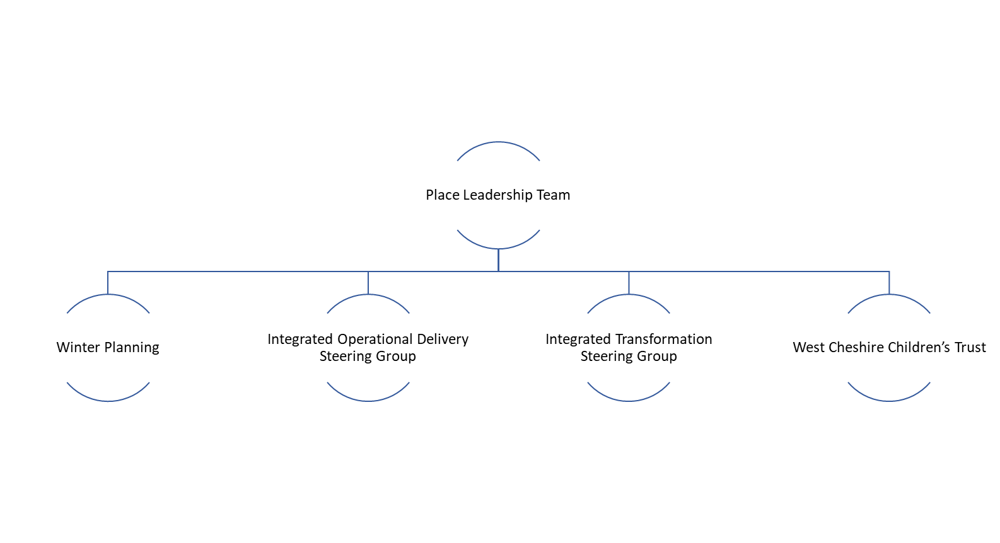 Place Leadership Team
Winter Planning
Integrated Operational Delivery
Steering Group
Integrated Transformation
Steering Group
West Cheshire Children’s Trust